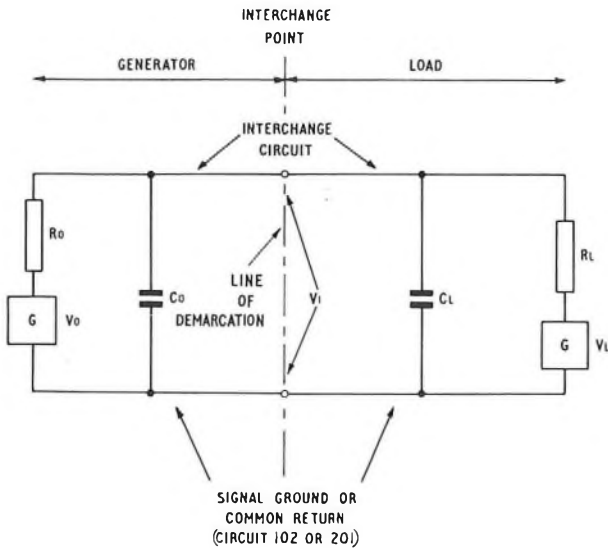 INTERCHANGE
POINT
GENERATOR
LOAD
INTERCHANGE
CIRCUIT
RO
RL
LINE
OF
DEMARCATION
CO
V1
CL
G
VO
G
VL
SIGNAL GROUND OR
COMMON RETURN
(CIRCUIT 102 OR 201)